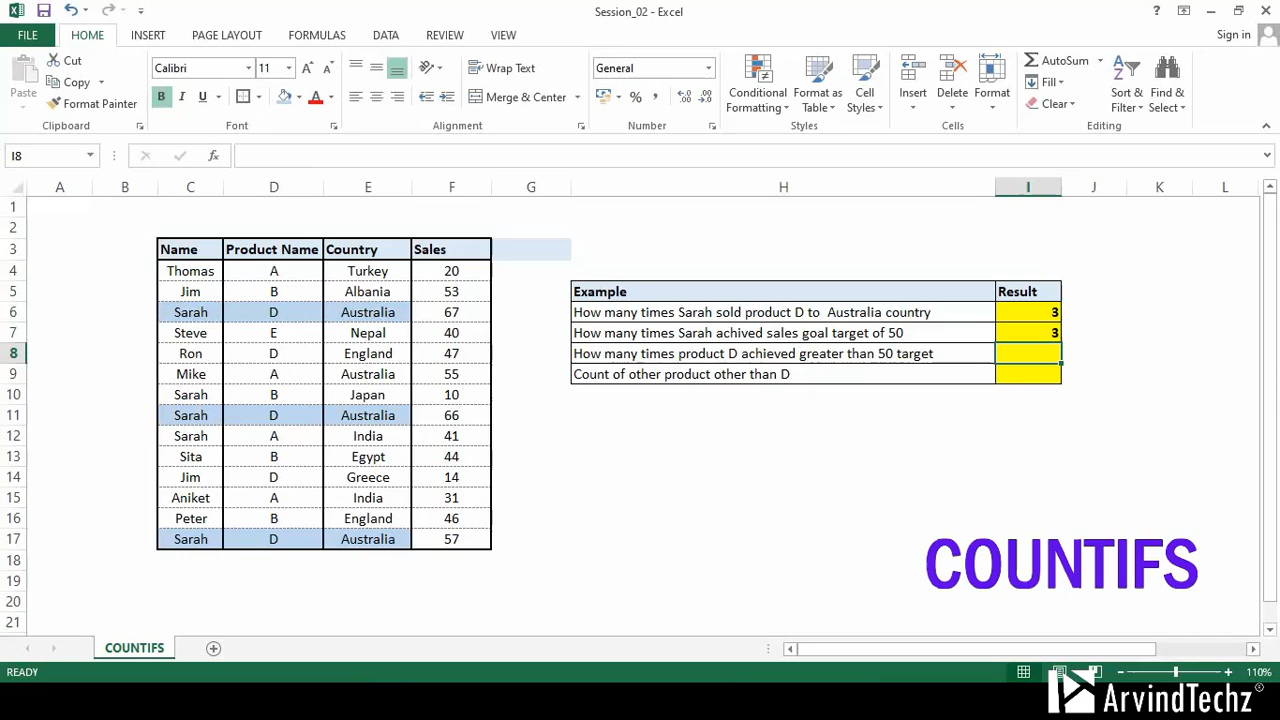 Session_02 - Excel
?
FILE HOME INSERT PAGE LAYOUT FORMULAS DATA REVIEW VIEW Sign in
Paste
Cut
Copy
Format Painter
Clipboard
Calibri 11
B I U
A A
A
Font
Wrap Text
Merge & Center
Alignment
General
% ,
Number
Conditional Formatting
Format as Table
Cell Styles
Styles
Insert Delete Format
Cells
AutoSum
Fill
Clear
Sort & Filter
Find & Select
Editing
I8 fx
A B C D E F G H I J K L
1
2
3 Name Product Name Country Sales
4 Thomas A Turkey 20
5 Jim B Albania 53 Example Result
6 Sarah D Australia 67 How many times Sarah sold product D to Australia country 3
7 Steve E Nepal 40 How many times Sarah achived sales goal target of 50 3
8 Ron D England 47 How many times product D achieved greater than 50 target
9 Mike A Australia 55 Count of other product other than D
10 Sarah B Japan 10
11 Sarah D Australia 66
12 Sarah A India 41
13 Sita B Egypt 44
14 Jim D Greece 14
15 Aniket A India 31
16 Peter B England 46
17 Sarah D Australia 57
18
19
20
21
COUNTIFS
COUNTIFS
READY 110%
ArvindTechz